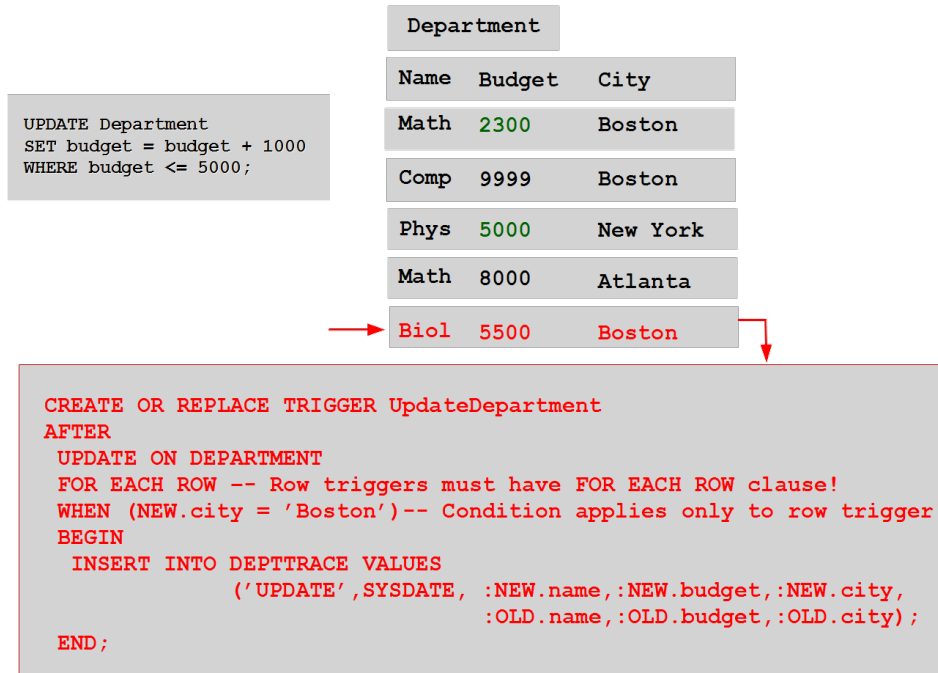 Department
Name Budget City
Math 2300 Boston
UPDATE Department
SET budget = budget + 1000
WHERE budget <= 5000;
Comp 9999 Boston
Phys 5000 New York
Math 8000 Atlanta
Biol 5500 Boston
CREATE OR REPLACE TRIGGER UpdateDepartment
AFTER
UPDATE ON DEPARTMENT
FOR EACH ROW -- Row triggers must have FOR EACH ROW clause!
WHEN (NEW.city = ’Boston’)-- Condition applies only to row trigger
BEGIN
INSERT INTO DEPTTRACE VALUES
(’UPDATE’,SYSDATE, :NEW.name,:NEW.budget,:NEW.city,
:OLD.name,:OLD.budget,:OLD.city);
END;